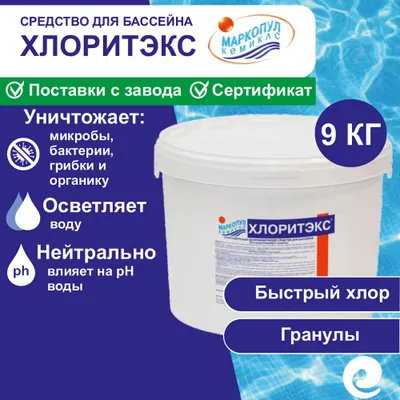 СРЕДСТВО ДЛЯ БАССЕЙНА
ХЛОРИТЭКС
МАРКОПУЛ
КЕМИКЛС
✓ Поставки с завода ✓ Сертификат
Уничтожает:
микробы,
бактерии,
грибки и
органику
9 КГ
Осветляет
воду
Нейтрально
ph
влияет на pH
воды
МАРКОПУЛ
КЕМИКЛС
ХЛОРИТЭКС
Быстрый хлор
Гранулы